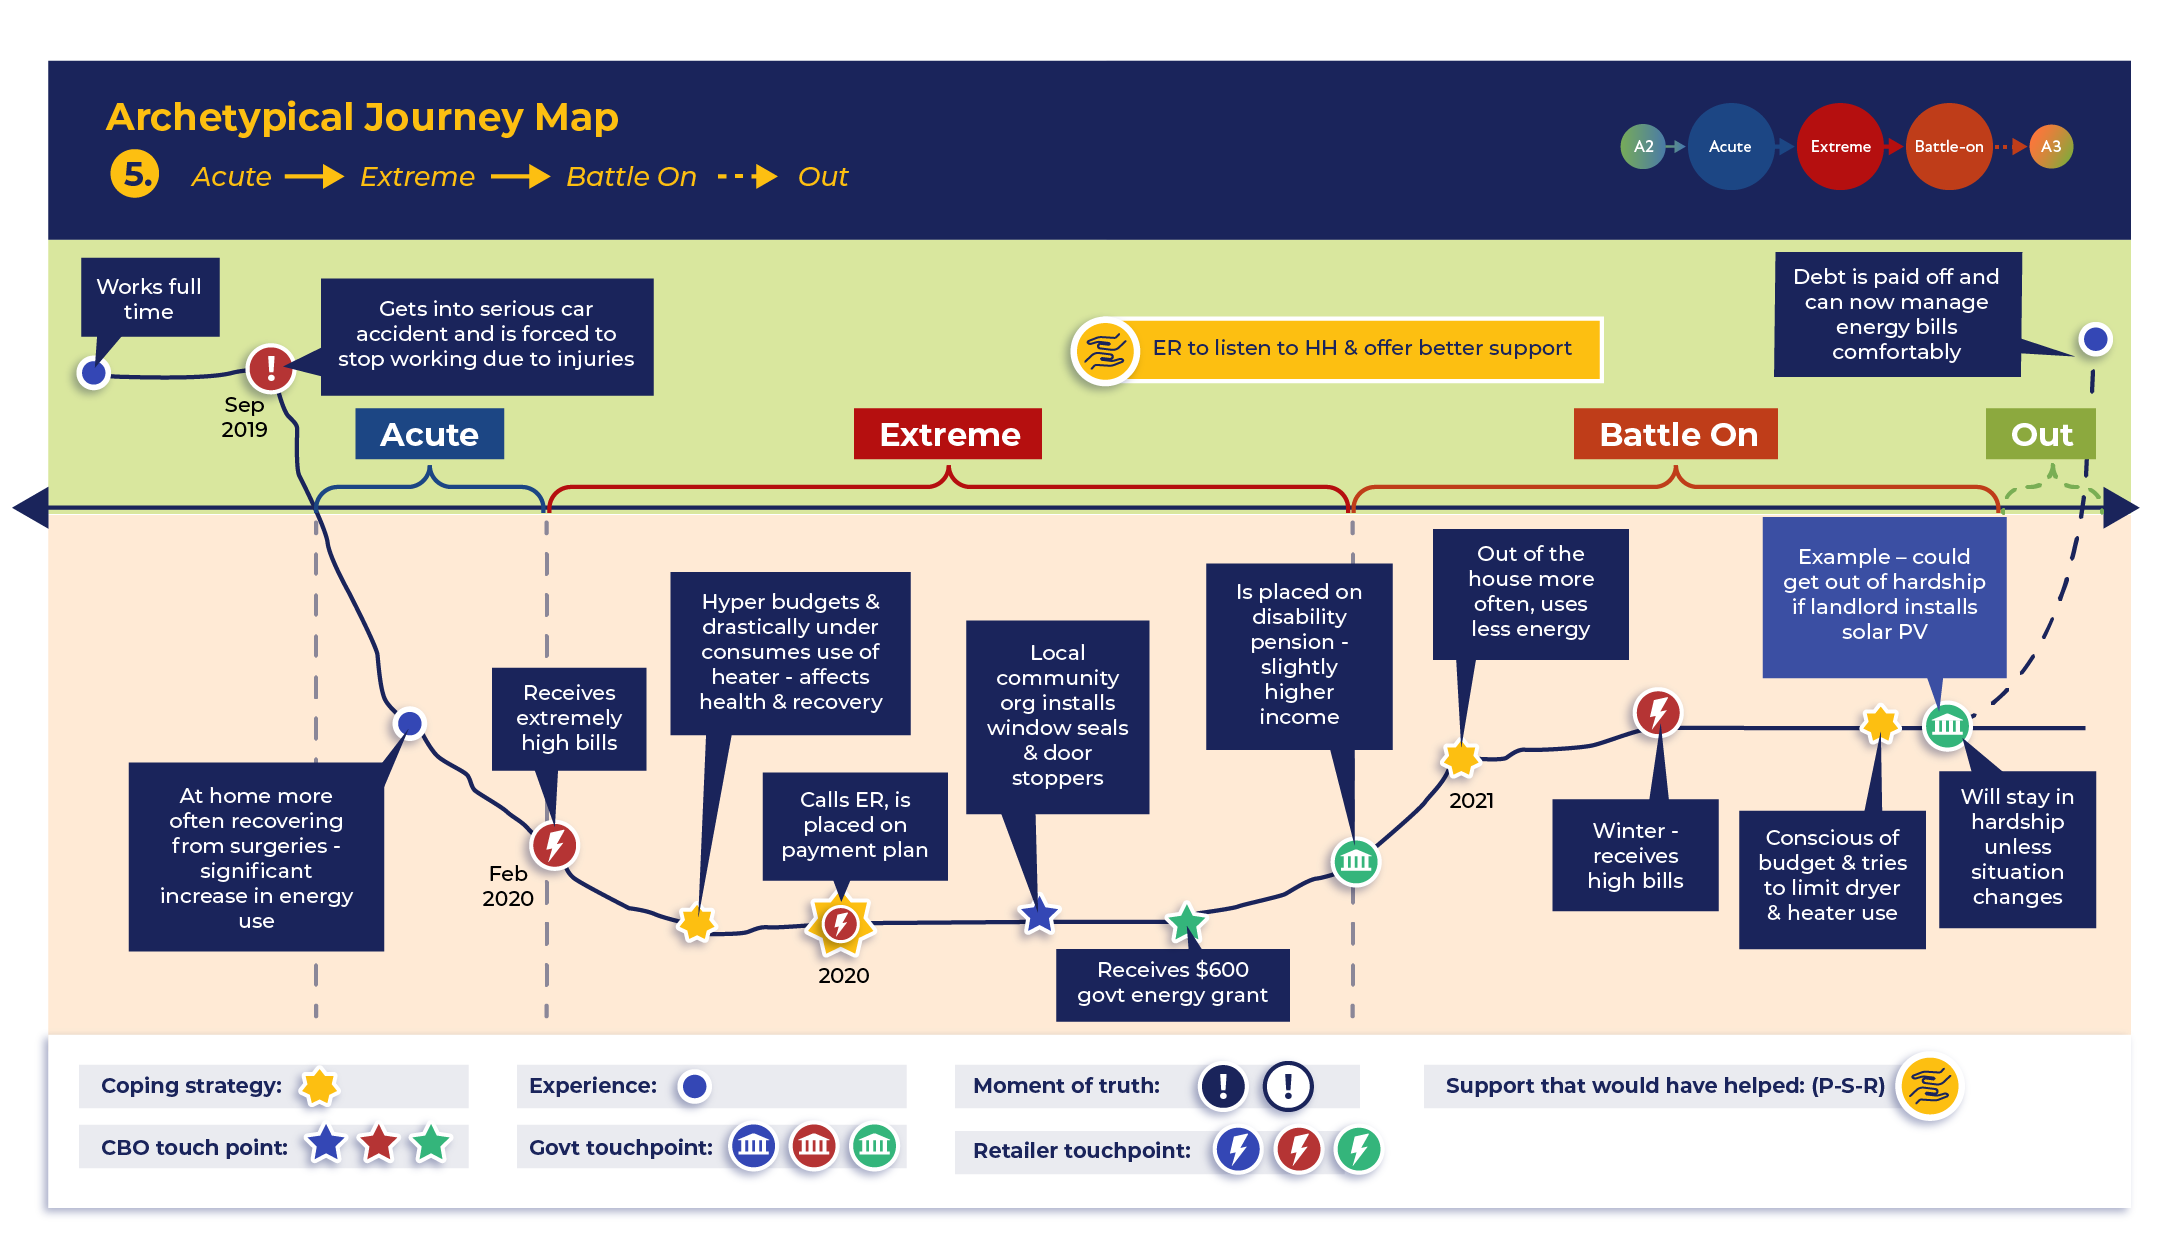 Archetypical Journey Map
5. Acute Extreme Battle On Out
A2 Acute Extreme Battle-on A3
Works full
time
Gets into serious car
accident and is forced to
stop working due to injuries
Sep
2019
ER to listen to HH & offer better support
Debt is paid off and
can now manage
energy bills
comfortably
Acute
Extreme
Battle On
Out
At home more
often recovering
from surgeries -
significant
increase in energy
use
Receives
extremely
high bills
Feb
2020
Hyper budgets &
drastically under
consumes use of
heater - affects
health & recovery
Calls ER, is
placed on
payment plan
2020
Local
community
org installs
window seals
& door
stoppers
Receives $600
govt energy grant
Is placed on
disability
pension -
slightly
higher
income
Out of the
house more
often, uses
less energy
2021
Winter -
receives
high bills
Example – could
get out of hardship
if landlord installs
solar PV
Conscious of
budget & tries
to limit dryer
& heater use
Will stay in
hardship
unless
situation
changes
Coping strategy:
Experience:
Moment of truth:
Support that would have helped: (P-S-R)
CBO touch point:
Govt touchpoint:
Retailer touchpoint: